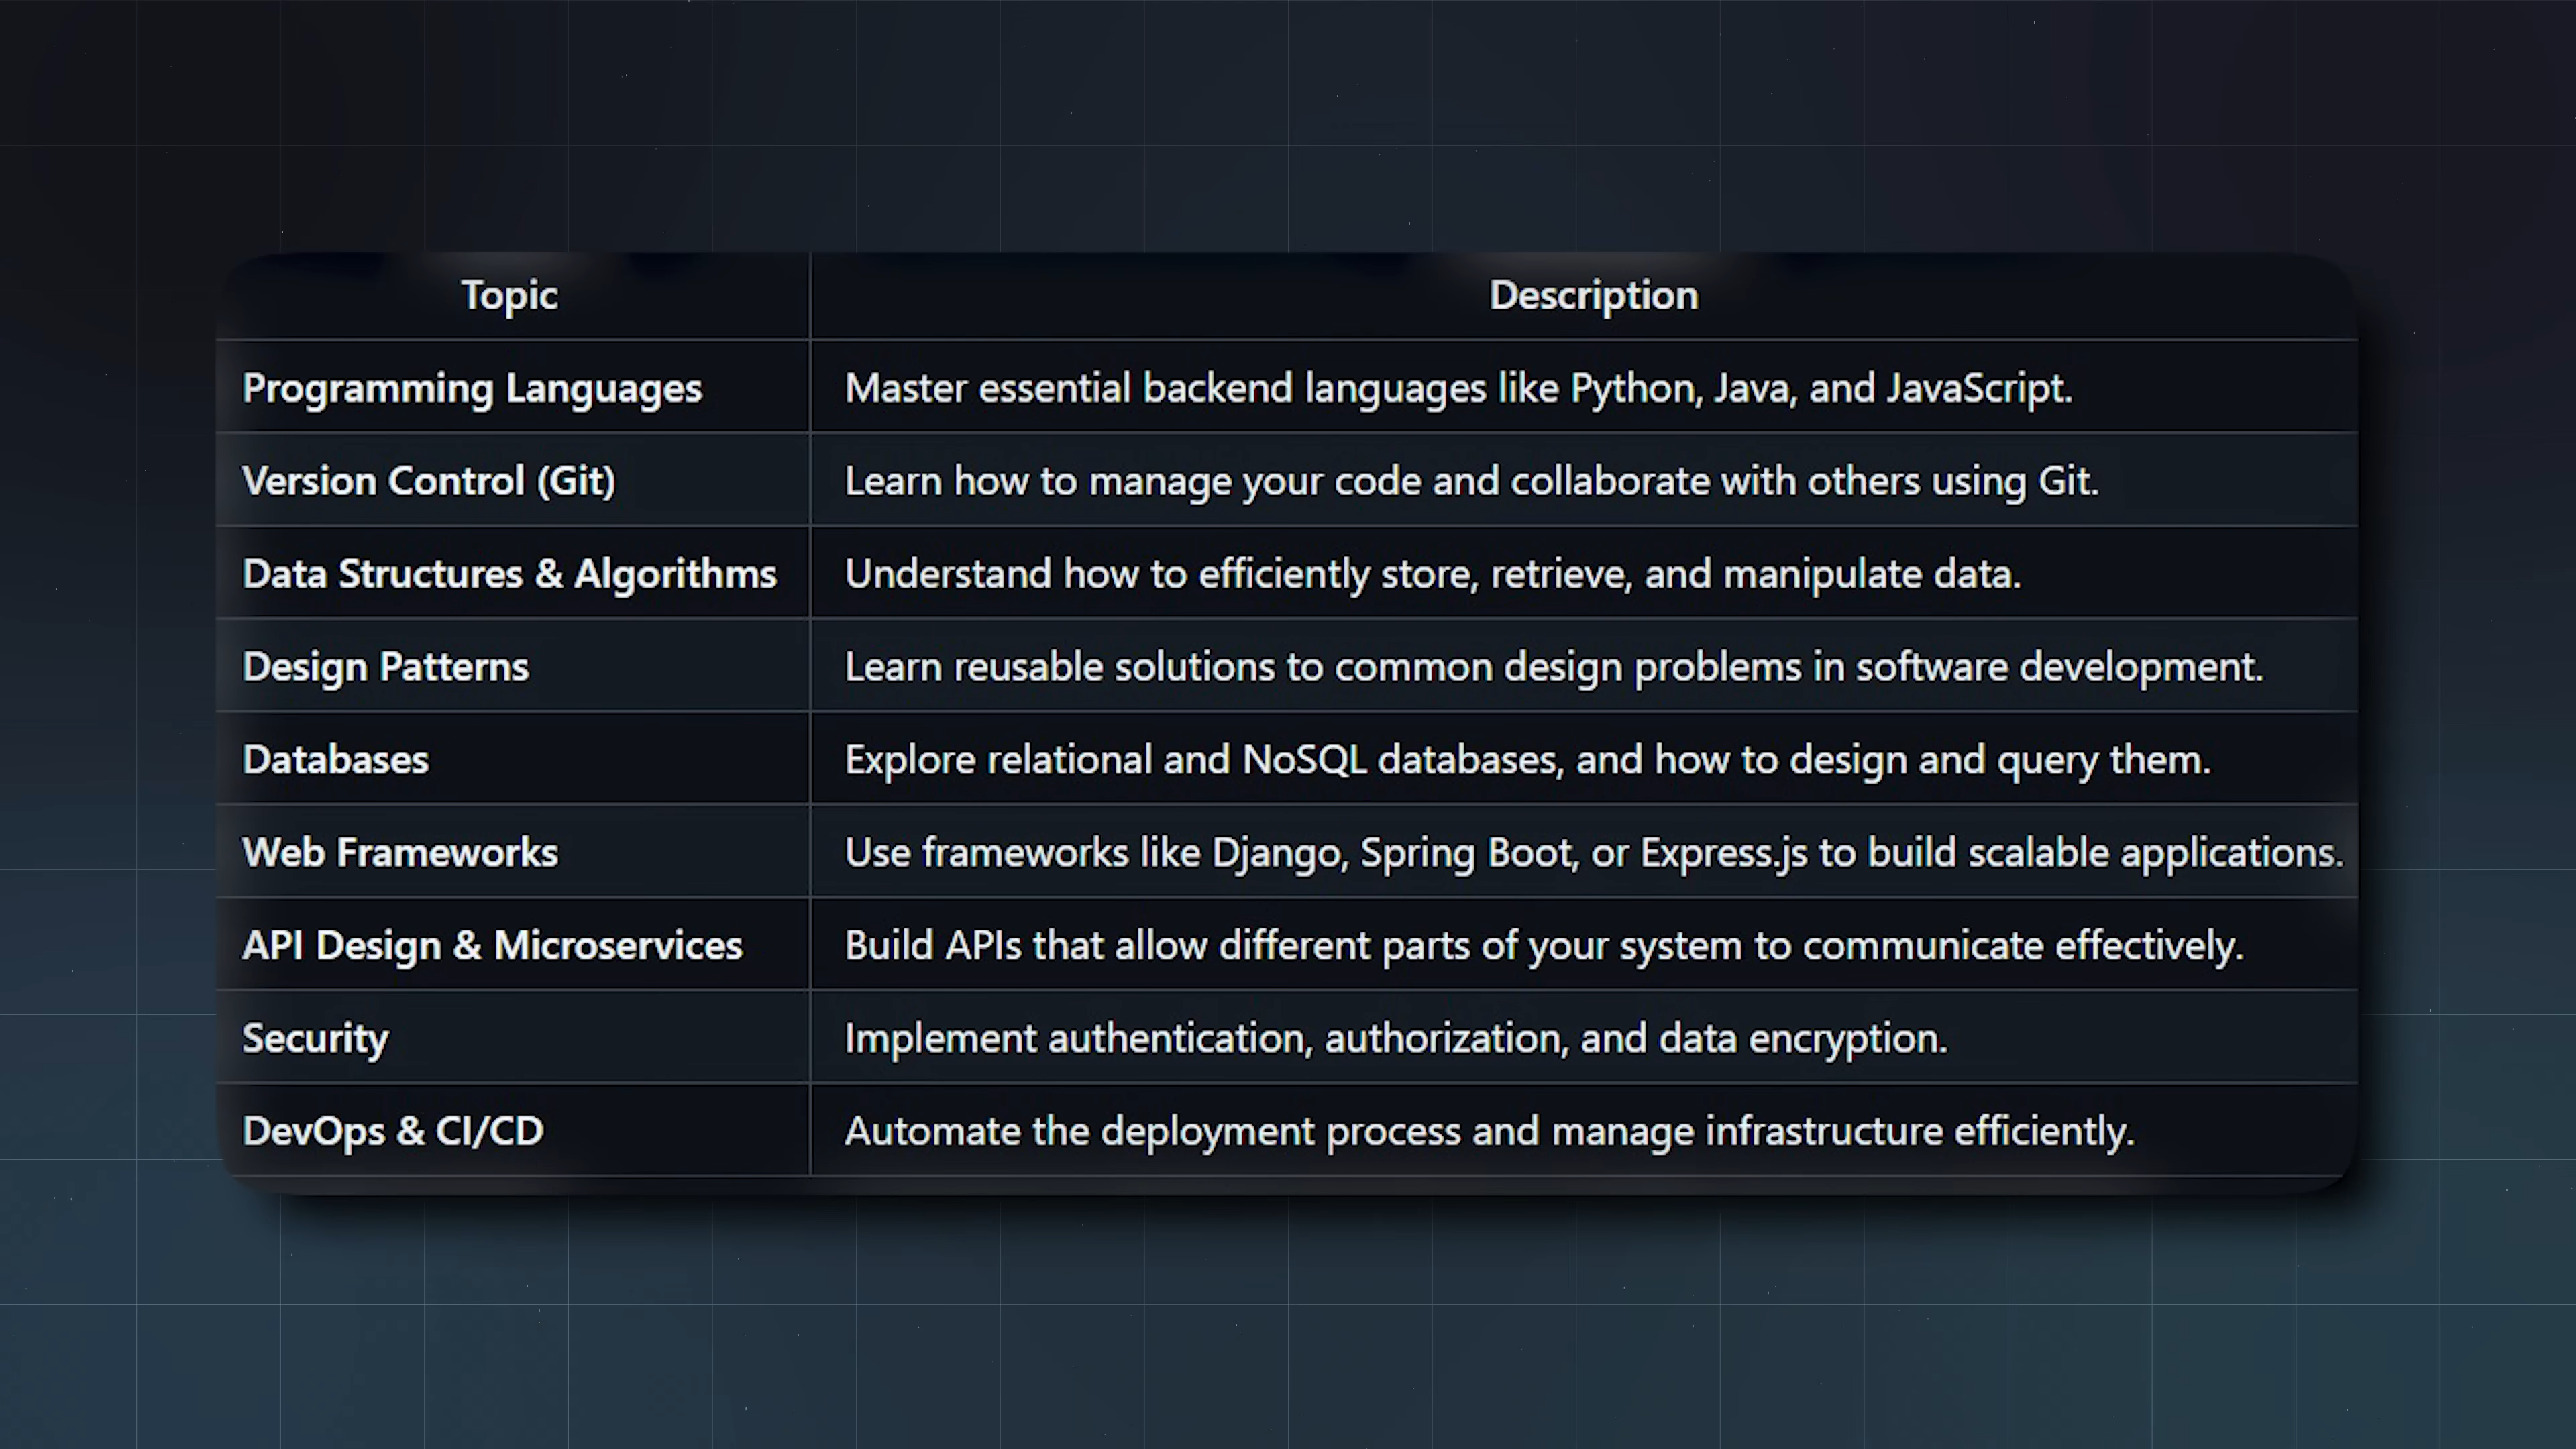 Topic Description
Programming Languages Master essential backend languages like Python, Java, and JavaScript.
Version Control (Git) Learn how to manage your code and collaborate with others using Git.
Data Structures & Algorithms Understand how to efficiently store, retrieve, and manipulate data.
Design Patterns Learn reusable solutions to common design problems in software development.
Databases Explore relational and NoSQL databases, and how to design and query them.
Web Frameworks Use frameworks like Django, Spring Boot, or Express.js to build scalable applications.
API Design & Microservices Build APIs that allow different parts of your system to communicate effectively.
Security Implement authentication, authorization, and data encryption.
DevOps & CI/CD Automate the deployment process and manage infrastructure efficiently.